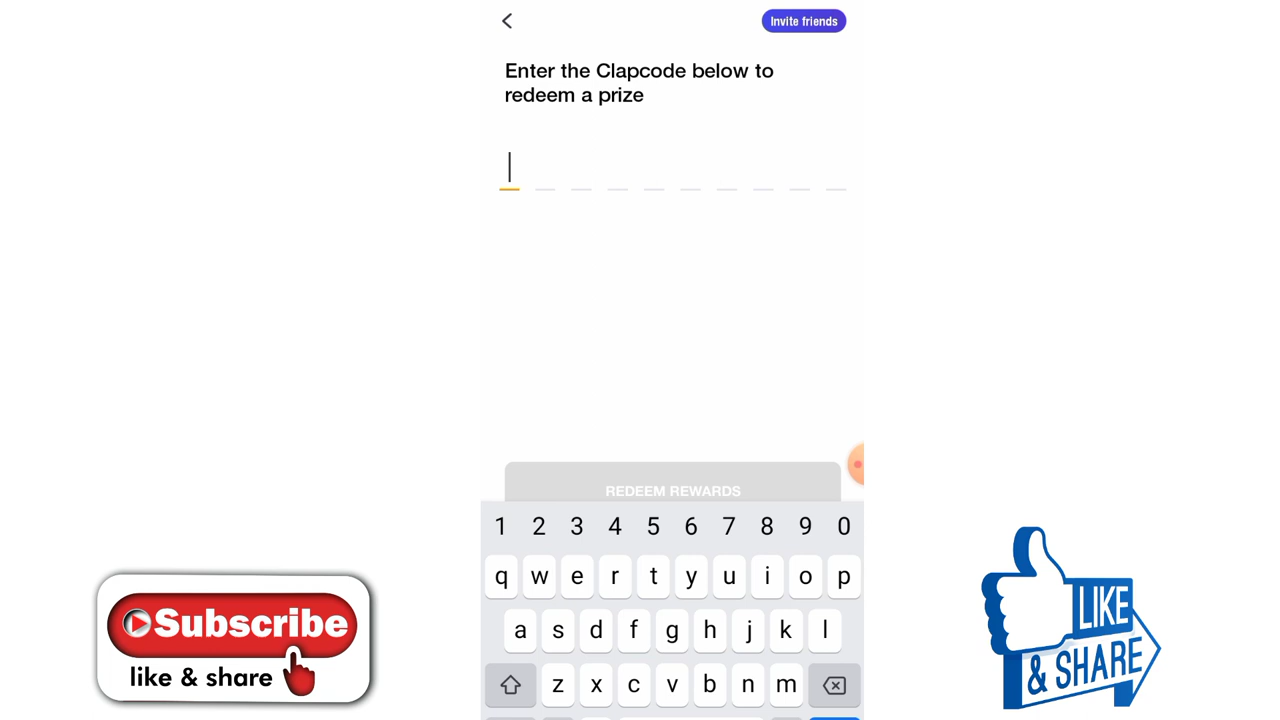 Invite friends
Enter the Clapcode below to
redeem a prize
REDEEM REWARDS
1 2 3 4 5 6 7 8 9 0
q w e r t y u i o p
a s d f g h j k l
z x c v b n m
Subscribe
like & share
LIKE
& SHARE